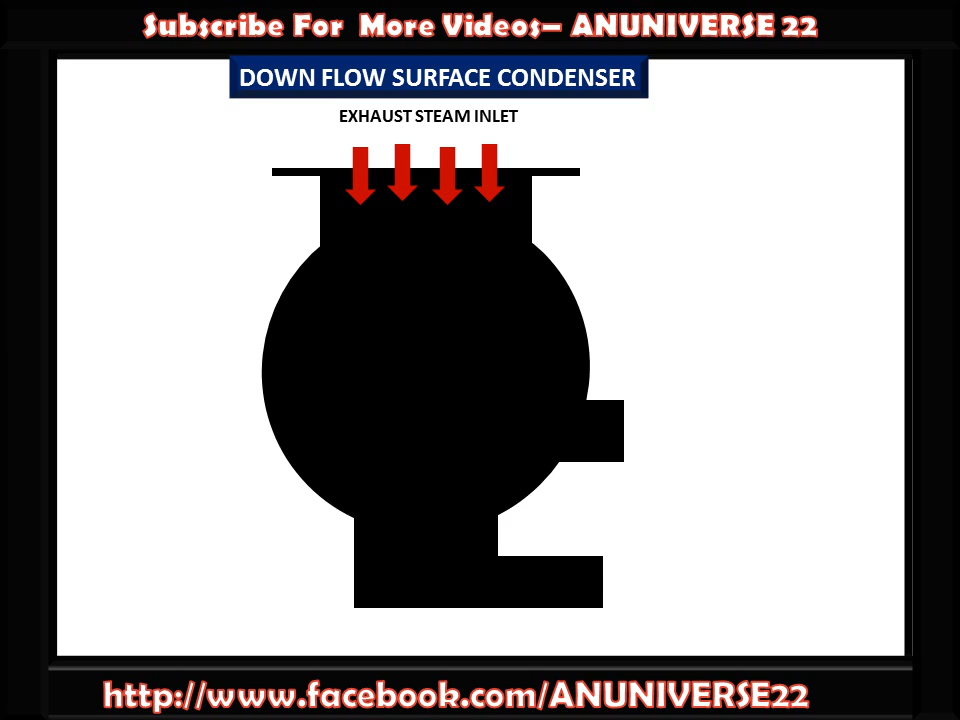 Subscribe For More Videos– ANUNIVERSE 22
DOWN FLOW SURFACE CONDENSER
EXHAUST STEAM INLET
http://www.facebook.com/ANUNIVERSE22